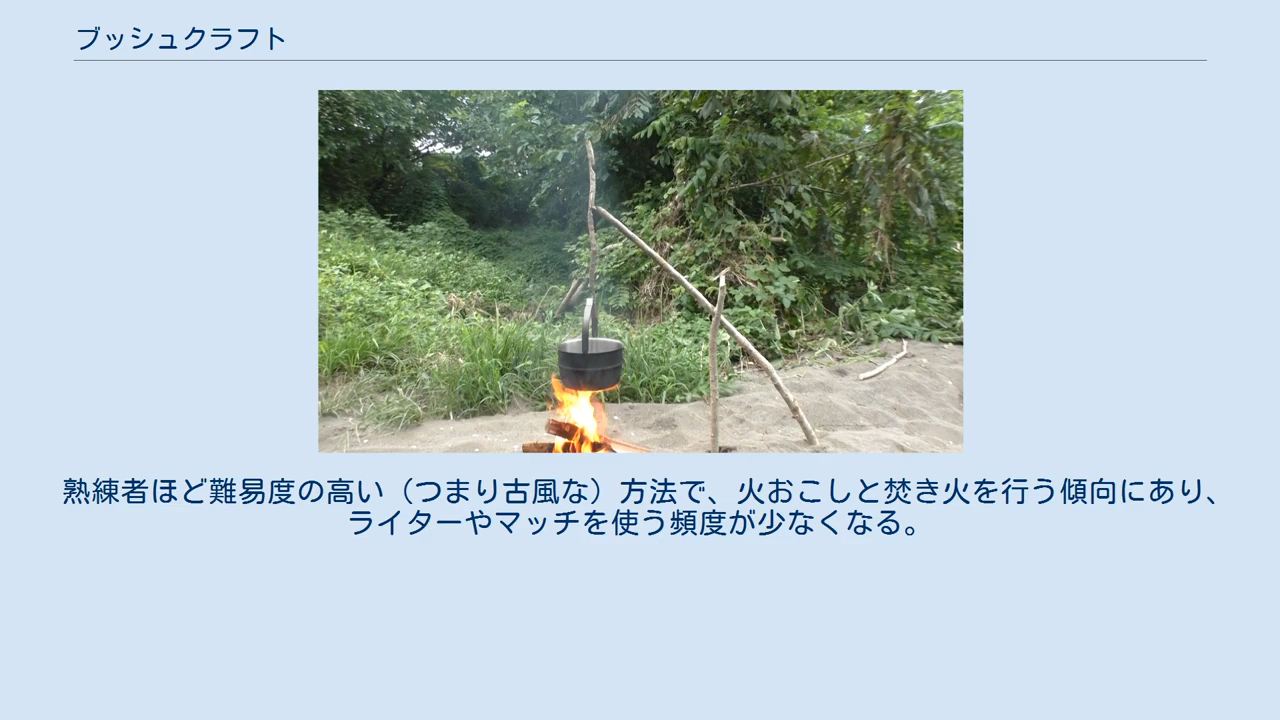 ブッシュクラフト
熟練者ほど難易度の高い（つまり古風な）方法で、火おこしと焚き火を行う傾向にあり、
ライターやマッチを使う頻度が少なくなる。